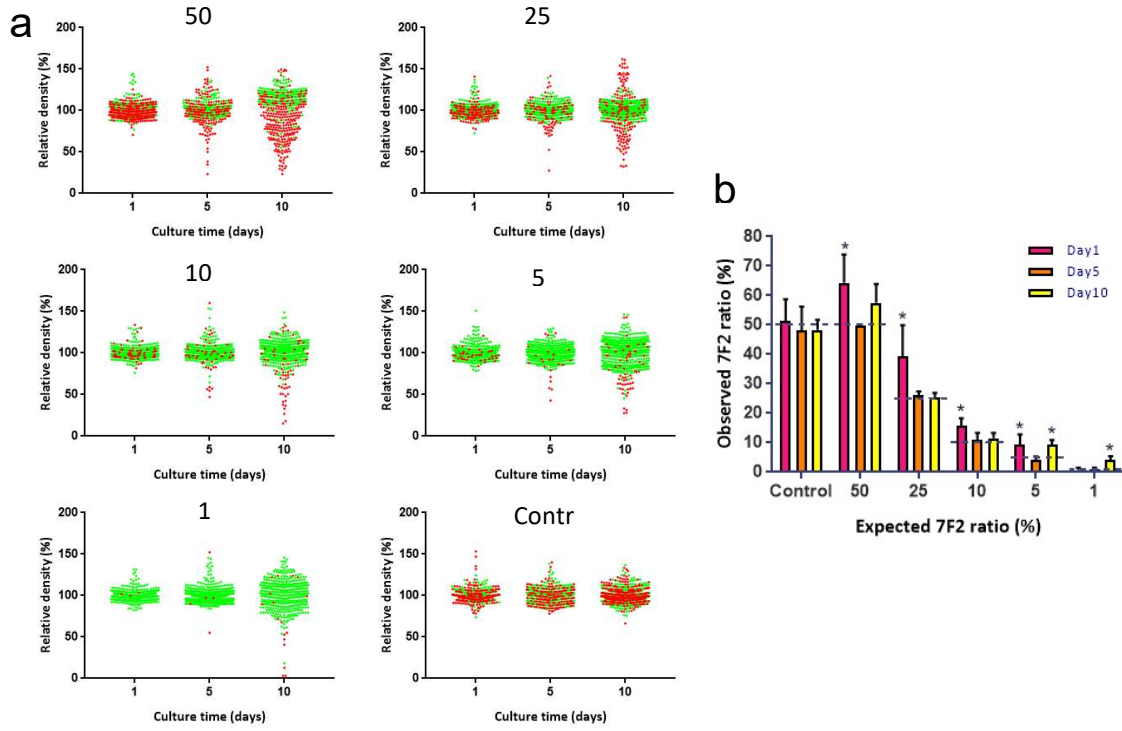 a
50
Relative density (%)
200
150
100
50
0
1 5 10
Culture time (days)
25
Relative density (%)
200
150
100
50
0
1 5 10
Culture time (days)
10
Relative density (%)
200
150
100
50
0
1 5 10
Culture time (days)
5
Relative density (%)
200
150
100
50
0
1 5 10
Culture time (days)
1
Relative density (%)
200
150
100
50
0
1 5 10
Culture time (days)
Contr
Relative density (%)
200
150
100
50
0
1 5 10
Culture time (days)
b
Observed 7F2 ratio (%)
80
70
60
50
40
30
20
10
0
* * * * * *
Day1
Day5
Day10
Control 50 25 10 5 1
Expected 7F2 ratio (%)